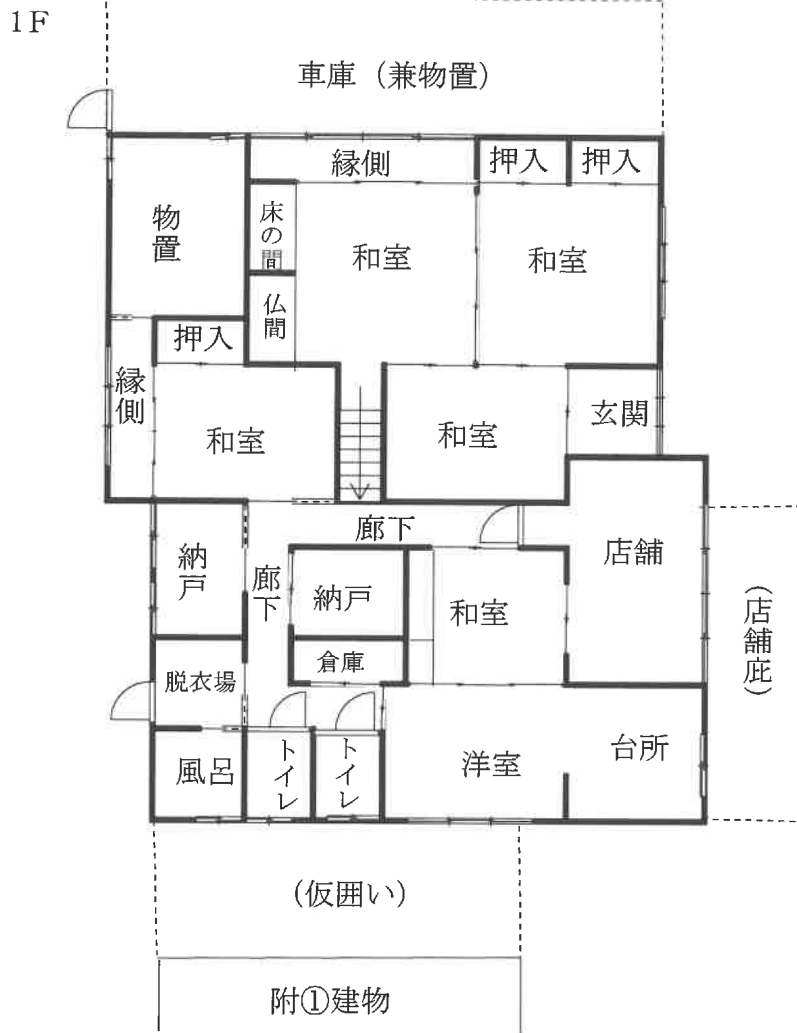 1F
車庫（兼物置）
縁側
押入
押入
物置
床の間
和室
和室
仏間
押入
縁側
和室
和室
玄関
廊下
店舗
納戸
廊下
納戸
和室
（店舗庇）
倉庫
脱衣場
風呂
トイレ
トイレ
洋室
台所
（仮囲い）
附①建物